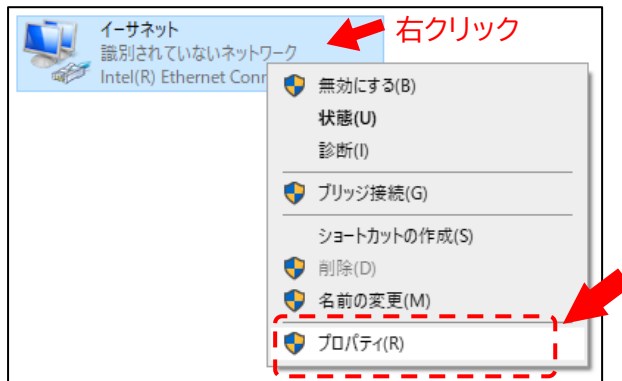 イーサネット
右クリック
識別されていないネットワーク
Intel(R) Ethernet Conr
無効にする(B)
状態(U)
診断(I)
ブリッジ接続(G)
ショートカットの作成(S)
削除(D)
名前の変更(M)
プロパティ(R)